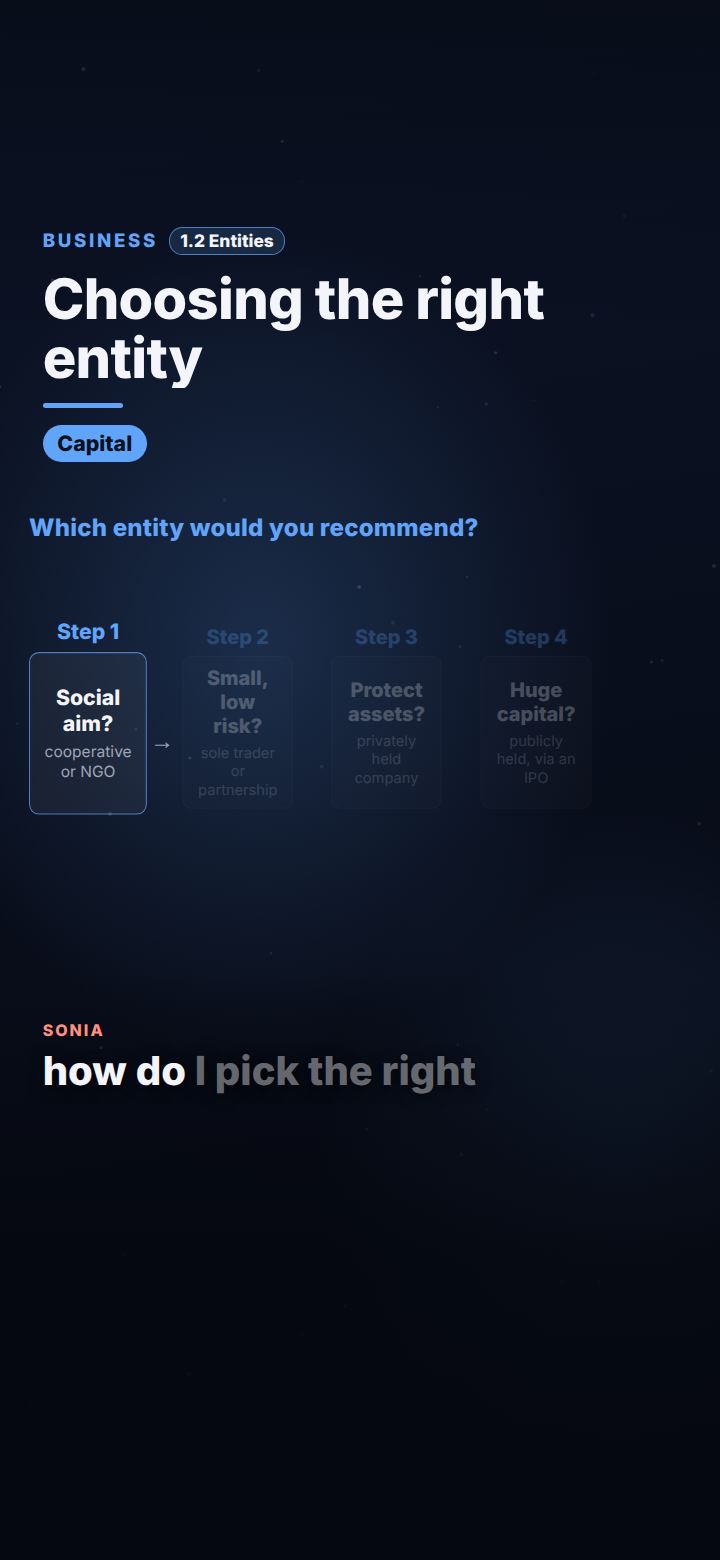 BUSINESS 1.2 Entities
Choosing the right
entity
Capital
Which entity would you recommend?
Step 1
Social
aim?
cooperative
or NGO
→
Step 2
Small,
low
risk?
sole trader
or
partnership
Step 3
Protect
assets?
privately
held
company
Step 4
Huge
capital?
publicly
held, via an
IPO
SONIA
how do I pick the right